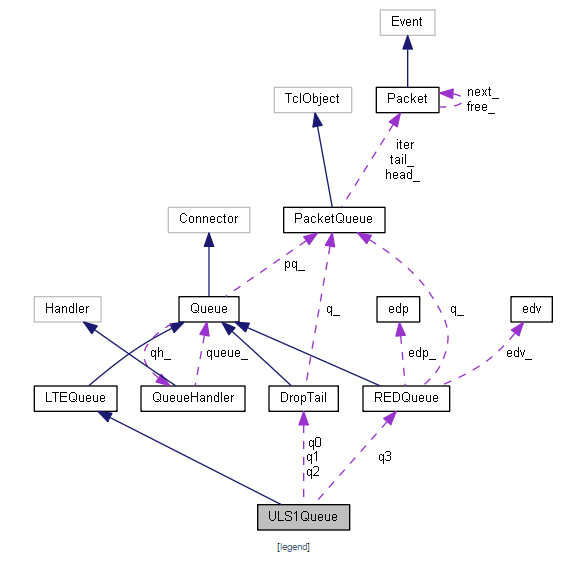 Event
Packet
next_
free_
TclObject
iter
tail_
head_
Connector
PacketQueue
pq_
Handler
Queue
q_
edp
q_
edv
qh_
queue_
edp_
edv_
LTEQueue
QueueHandler
DropTail
REDQueue
q0
q1
q2
q3
ULS1Queue
[legend]